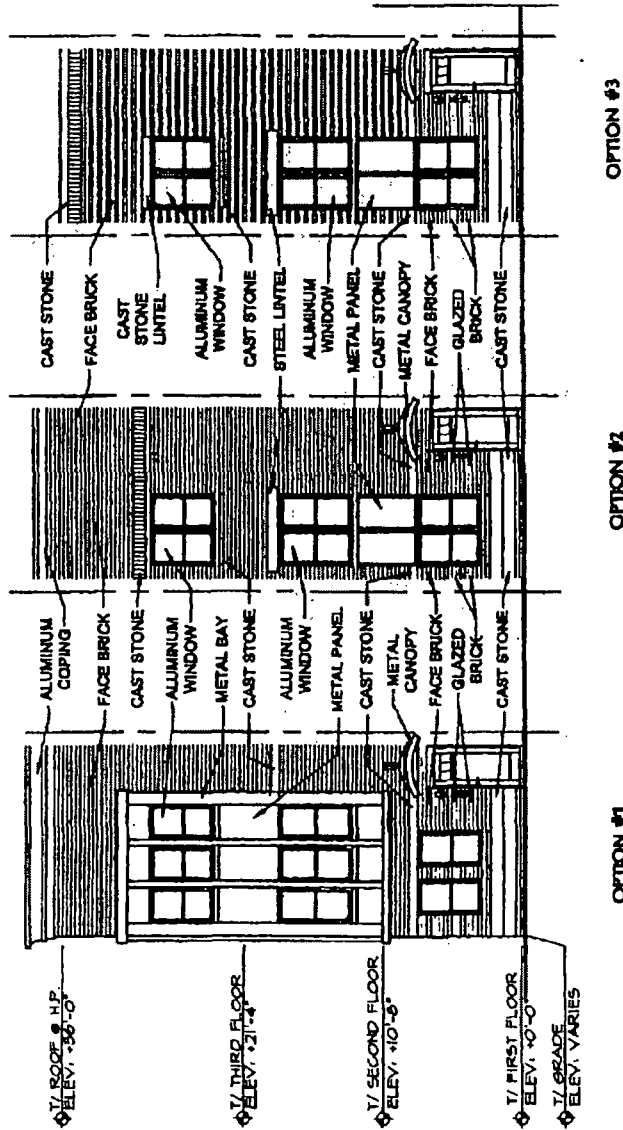 T/ ROOF @ H.P.
ELEV. +36'-0"
T/ THIRD FLOOR
ELEV. +21'-4"
T/ SECOND FLOOR
ELEV. +10'-8"
T/ FIRST FLOOR
ELEV. +0'-0"
T/ GRADE
ELEV. VARIES
ALUMINUM
COPING
FACE BRICK
CAST STONE
ALUMINUM
WINDOW
METAL BAY
CAST STONE
ALUMINUM
WINDOW
METAL PANEL
CAST STONE
METAL
CANOPY
FACE BRICK
GLAZED
BRICK
CAST STONE
CAST STONE
FACE BRICK
CAST
STONE
LINTEL
ALUMINUM
WINDOW
CAST STONE
STEEL LINTEL
ALUMINUM
WINDOW
METAL PANEL
CAST STONE
METAL CANOPY
FACE BRICK
GLAZED
BRICK
CAST STONE
OPTION #1
OPTION #2
OPTION #3